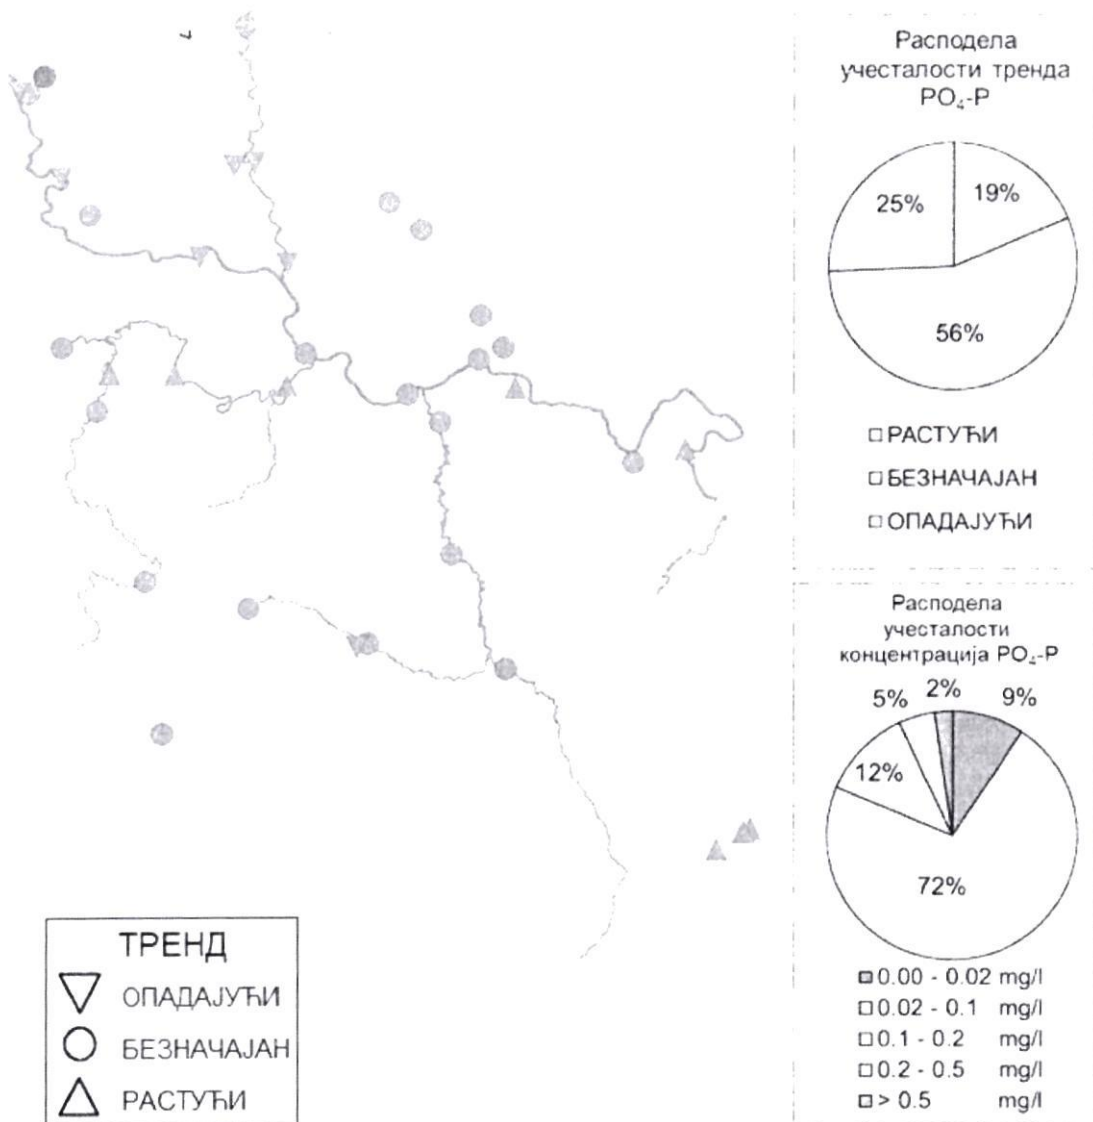 Расподела
учесталости тренда
PO₄-P
25%
19%
56%
РАСТУЋИ
БЕЗНАЧАЈАН
ОПАДАЈУЋИ
Расподела
учесталости
концентрација PO₄-P
5%
2%
9%
12%
72%
0.00 - 0.02 mg/l
0.02 - 0.1 mg/l
0.1 - 0.2 mg/l
0.2 - 0.5 mg/l
> 0.5 mg/l
ТРЕНД
ОПАДАЈУЋИ
БЕЗНАЧАЈАН
РАСТУЋИ